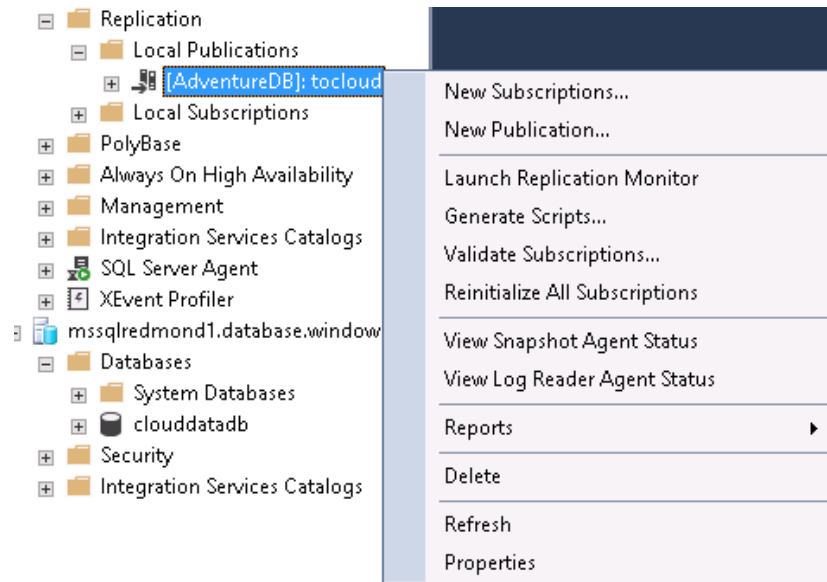 Replication
Local Publications
[AdventureDB]: tocloud
Local Subscriptions
PolyBase
Always On High Availability
Management
Integration Services Catalogs
SQL Server Agent
XEvent Profiler
mssqlredmond1.database.window
Databases
System Databases
clouddatadb
Security
Integration Services Catalogs
New Subscriptions...
New Publication...
Launch Replication Monitor
Generate Scripts...
Validate Subscriptions...
Reinitialize All Subscriptions
View Snapshot Agent Status
View Log Reader Agent Status
Reports
Delete
Refresh
Properties